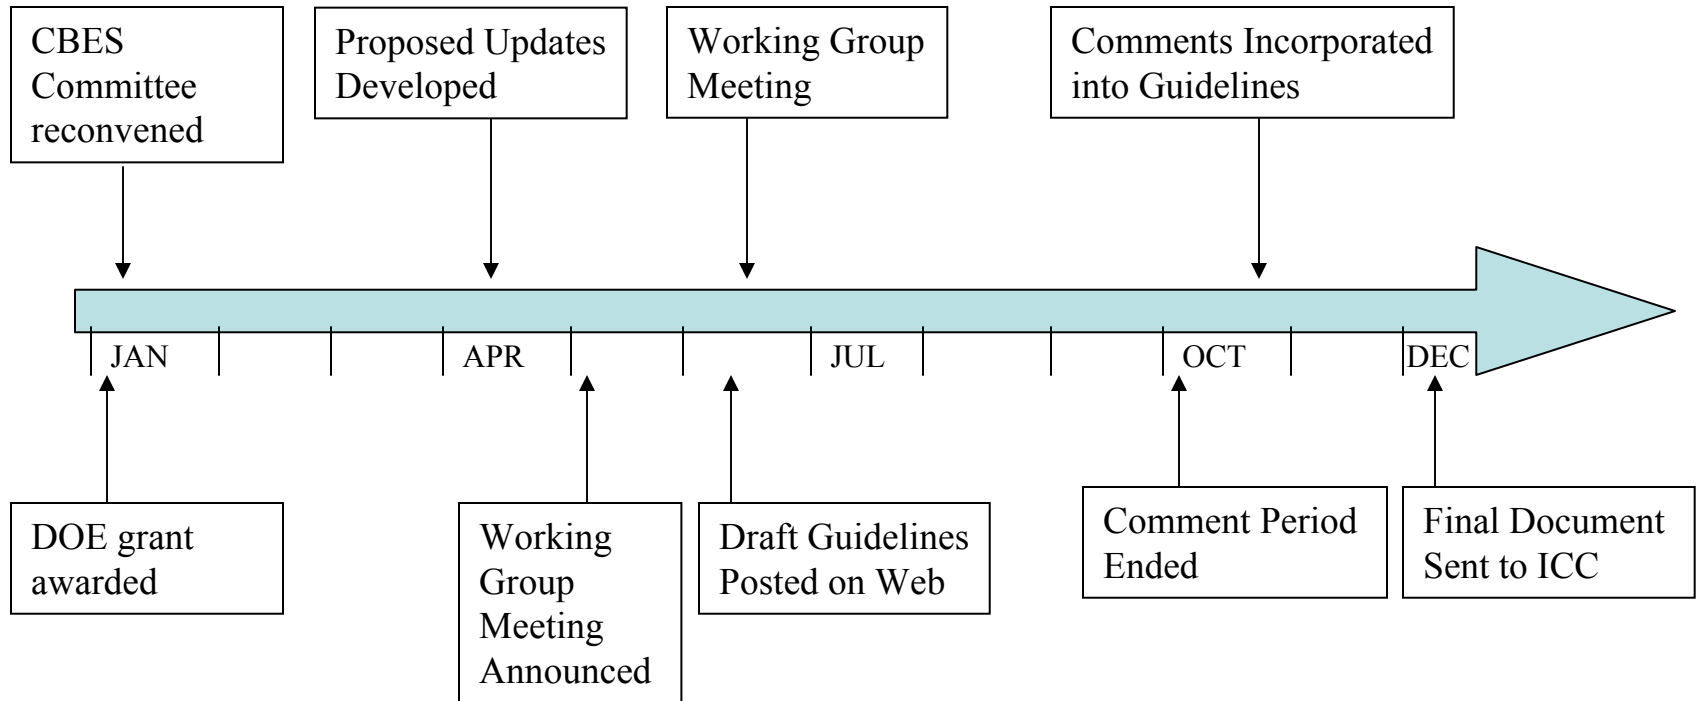 CBES
Committee
reconvened
Proposed Updates
Developed
Working Group
Meeting
Comments Incorporated
into Guidelines
JAN
APR
JUL
OCT
DEC
DOE grant
awarded
Working
Group
Meeting
Announced
Draft Guidelines
Posted on Web
Comment Period
Ended
Final Document
Sent to ICC